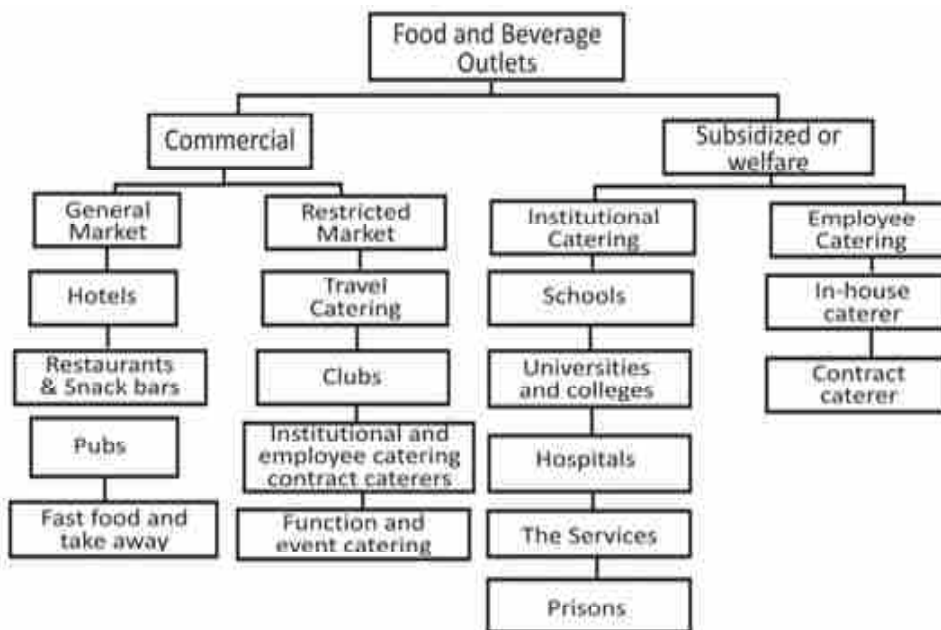 Food and Beverage
Outlets
Commercial
Subsidized or
welfare
General
Market
Restricted
Market
Institutional
Catering
Employee
Catering
Hotels
Travel
Catering
Schools
In-house
caterer
Restaurants
& Snack bars
Clubs
Universities
and colleges
Contract
caterer
Pubs
Institutional and
employee catering
contract caterers
Hospitals
Fast food and
take away
Function and
event catering
The Services
Prisons